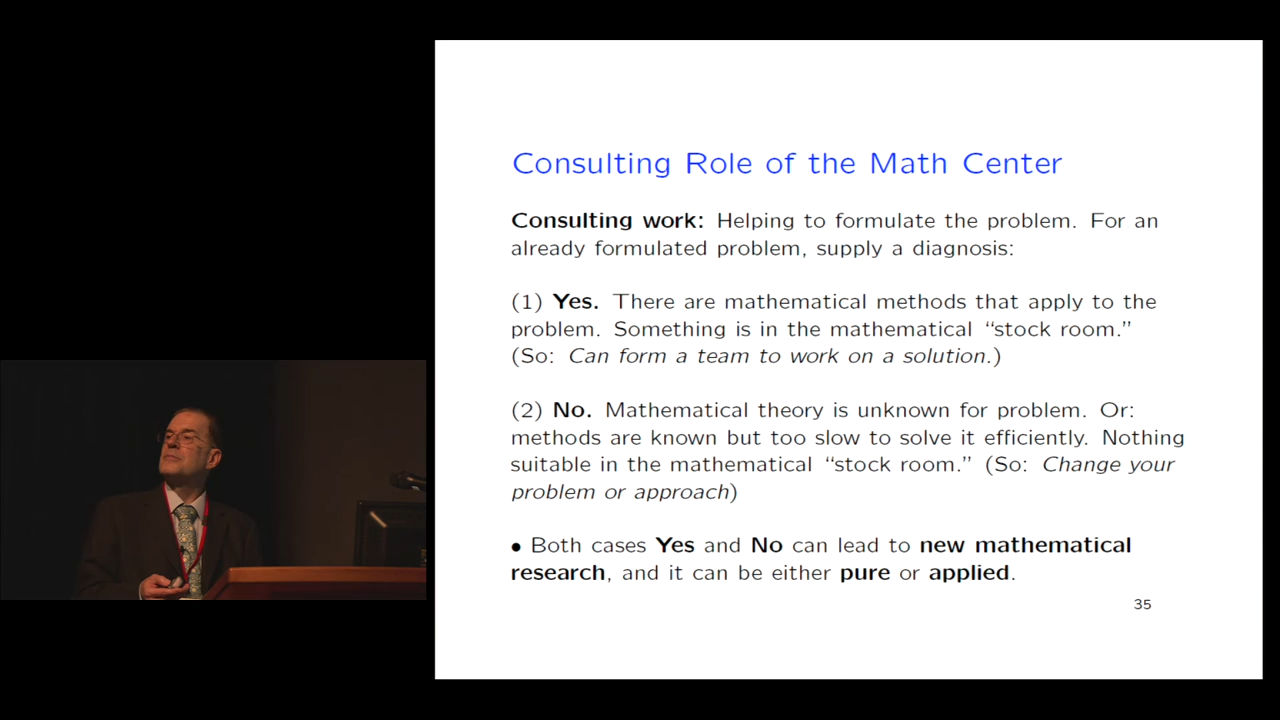 Consulting Role of the Math Center
Consulting work: Helping to formulate the problem. For an
already formulated problem, supply a diagnosis:
(1) Yes. There are mathematical methods that apply to the
problem. Something is in the mathematical “stock room.”
(So: Can form a team to work on a solution.)
(2) No. Mathematical theory is unknown for problem. Or:
methods are known but too slow to solve it efficiently. Nothing
suitable in the mathematical “stock room.” (So: Change your
problem or approach)
• Both cases Yes and No can lead to new mathematical
research, and it can be either pure or applied.
35